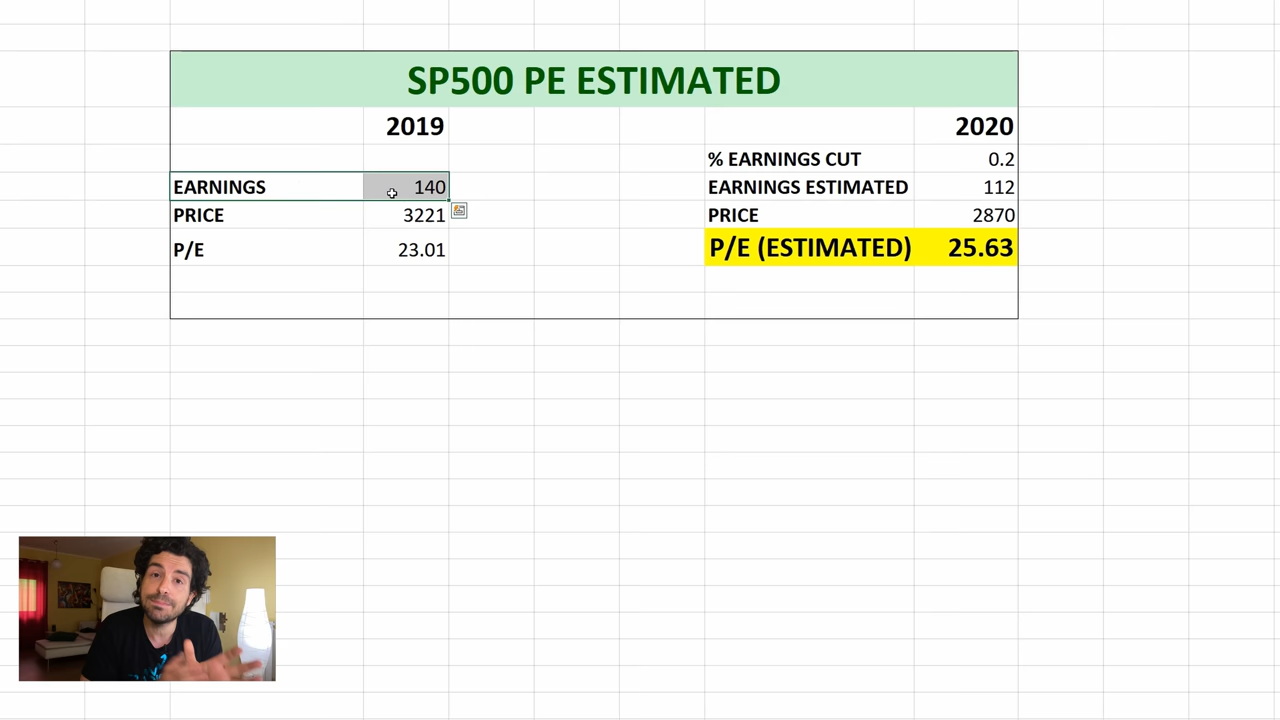 SP500 PE ESTIMATED
2019 2020
% EARNINGS CUT 0.2
EARNINGS 140 EARNINGS ESTIMATED 112
PRICE 3221 PRICE 2870
P/E 23.01 P/E (ESTIMATED) 25.63